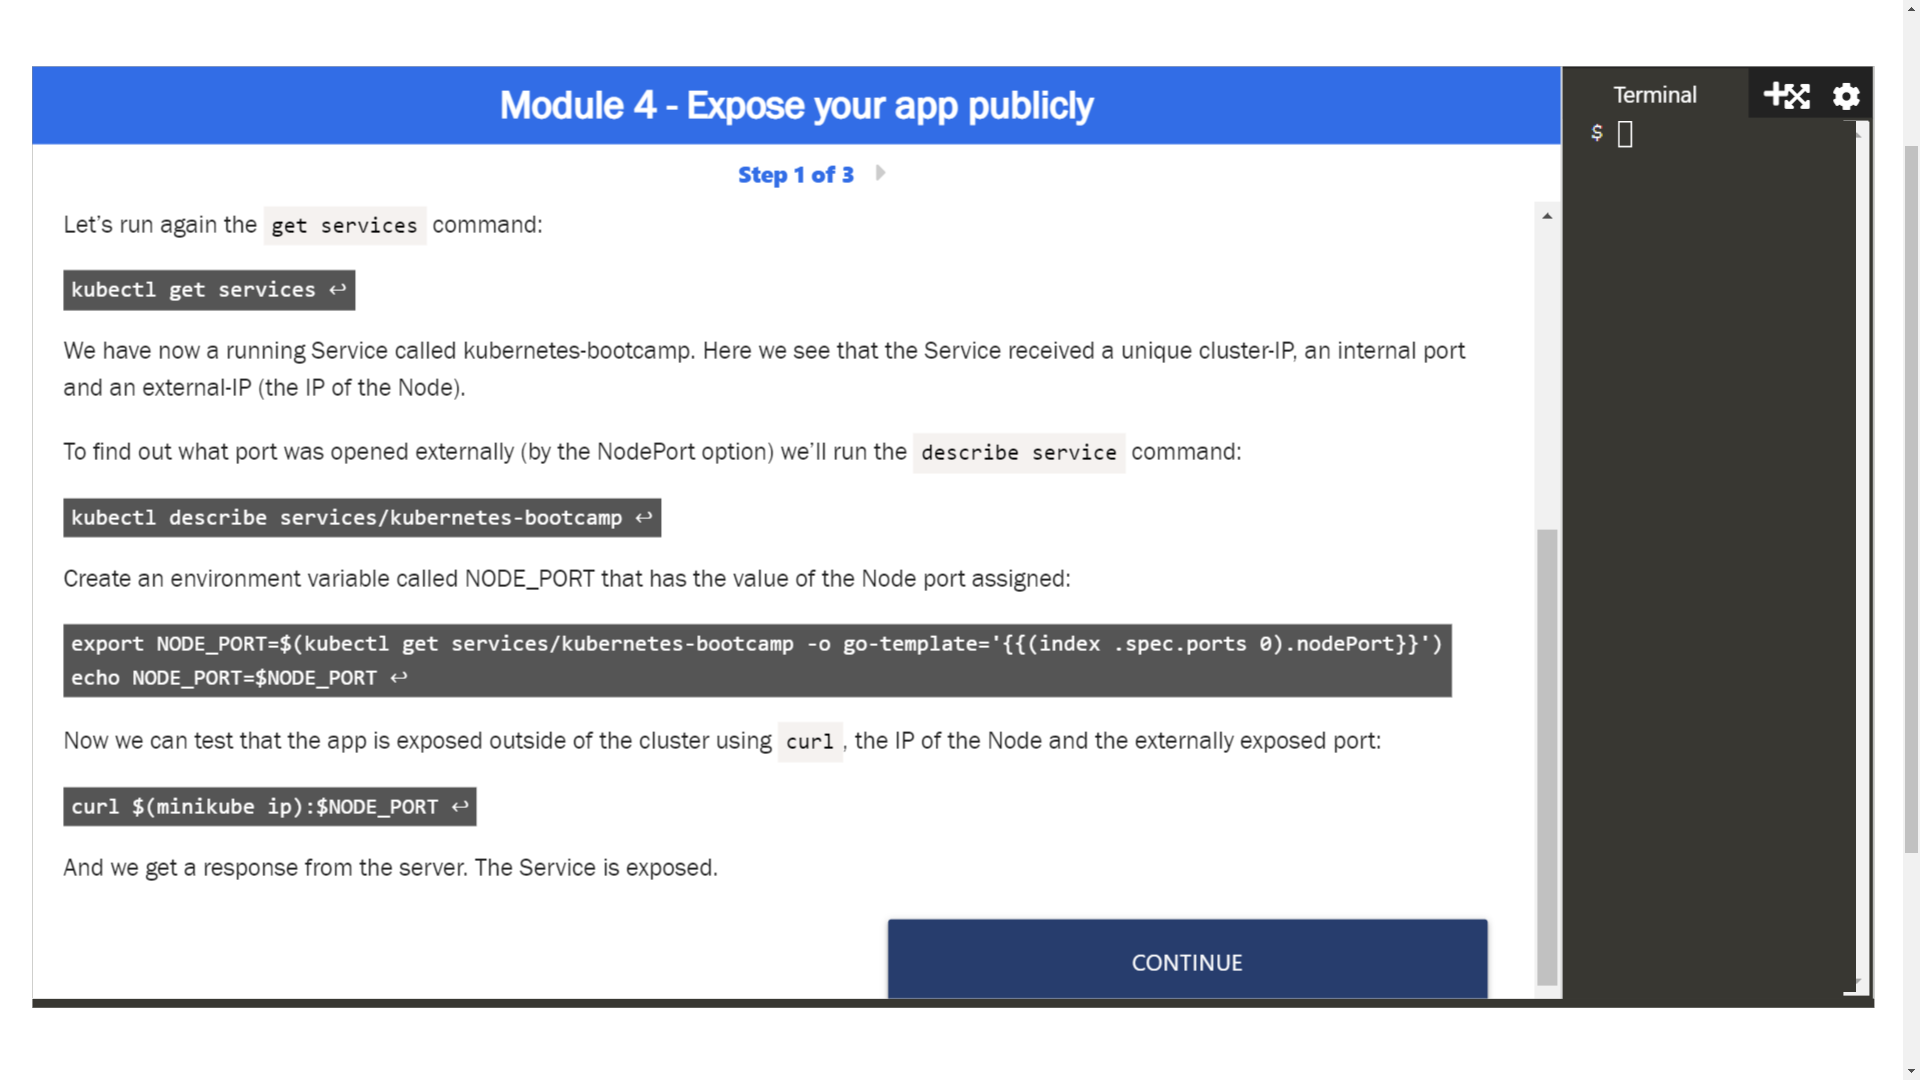 Module 4 - Expose your app publicly
Terminal
Step 1 of 3
$
Let’s run again the get services command:
kubectl get services ↩
We have now a running Service called kubernetes-bootcamp. Here we see that the Service received a unique cluster-IP, an internal port
and an external-IP (the IP of the Node).
To find out what port was opened externally (by the NodePort option) we’ll run the describe service command:
kubectl describe services/kubernetes-bootcamp ↩
Create an environment variable called NODE_PORT that has the value of the Node port assigned:
export NODE_PORT=$(kubectl get services/kubernetes-bootcamp -o go-template='{{(index .spec.ports 0).nodePort}}')
echo NODE_PORT=$NODE_PORT ↩
Now we can test that the app is exposed outside of the cluster using curl, the IP of the Node and the externally exposed port:
curl $(minikube ip):$NODE_PORT ↩
And we get a response from the server. The Service is exposed.
CONTINUE